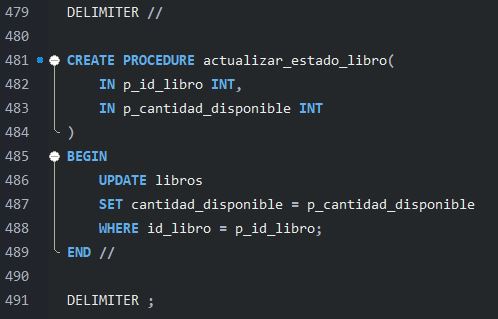 479 DELIMITER //
480
481 CREATE PROCEDURE actualizar_estado_libro(
482 IN p_id_libro INT,
483 IN p_cantidad_disponible INT
484 )
485 BEGIN
486 UPDATE libros
487 SET cantidad_disponible = p_cantidad_disponible
488 WHERE id_libro = p_id_libro;
489 END //
490
491 DELIMITER ;